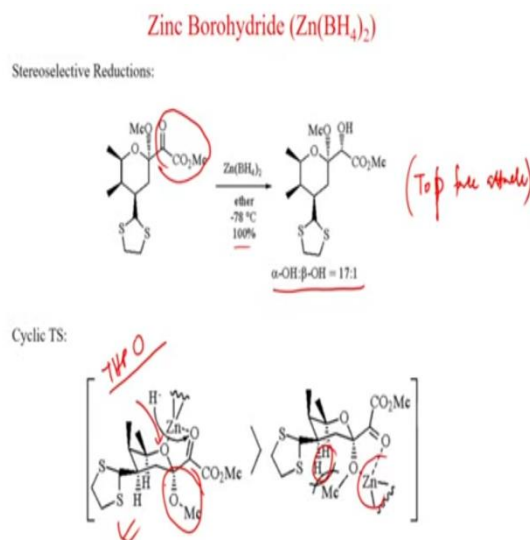 Zinc Borohydride (Zn(BH4)2)
Stereoselective Reductions:
MeO O
O
CO2Me
S S
Zn(BH4)2
ether
-78 °C
100%
MeO OH
O
CO2Me
S S
α-OH:β-OH = 17:1
(Top face attack)
Cyclic TS:
THPO
H-
Zn
O
O
CO2Me
S
S
H
H
O
Me
>
CO2Me
O
O
S
S
H
H
O
Me
Zn